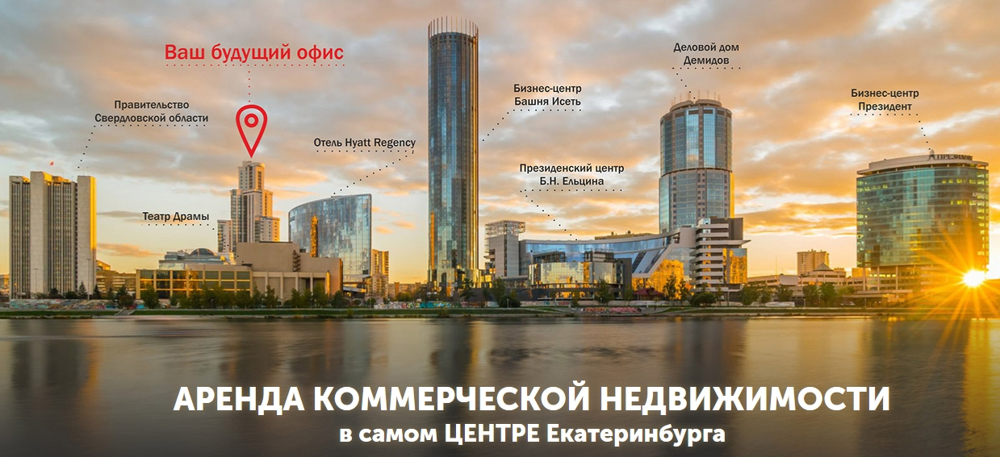 Ваш будущий офис
Правительство
Свердловской области
Театр Драмы
Отель Hyatt Regency
Бизнес-центр
Башня Исеть
Президенский центр
Б.Н. Ельцина
Деловой дом
Демидов
Бизнес-центр
Президент
АРЕНДА КОММЕРЧЕСКОЙ НЕДВИЖИМОСТИ
в самом ЦЕНТРЕ Екатеринбурга